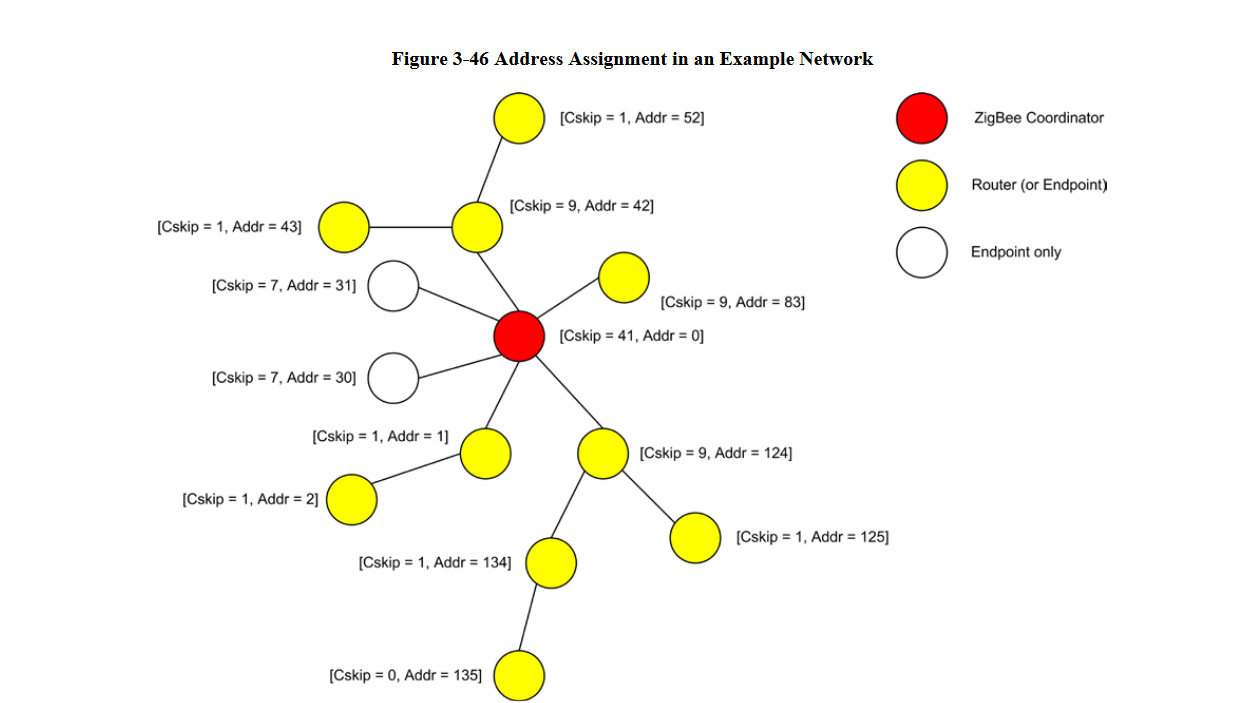 Figure 3-46 Address Assignment in an Example Network
[Cskip = 1, Addr = 52]
ZigBee Coordinator
Router (or Endpoint)
[Cskip = 9, Addr = 42]
[Cskip = 1, Addr = 43]
Endpoint only
[Cskip = 7, Addr = 31]
[Cskip = 9, Addr = 83]
[Cskip = 41, Addr = 0]
[Cskip = 7, Addr = 30]
[Cskip = 1, Addr = 1]
[Cskip = 9, Addr = 124]
[Cskip = 1, Addr = 2]
[Cskip = 1, Addr = 125]
[Cskip = 1, Addr = 134]
[Cskip = 0, Addr = 135]